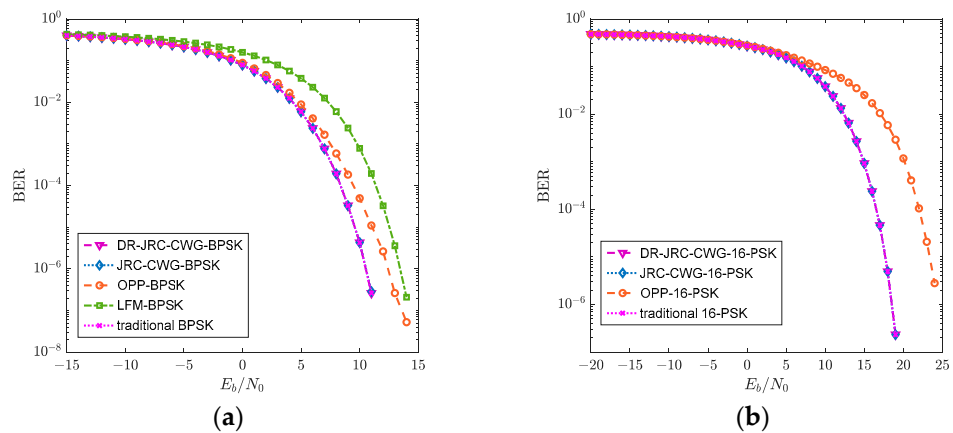 10^0
10^-2
10^-4
10^-6
10^-8
BER
DR-JRC-CWG-BPSK
JRC-CWG-BPSK
OPP-BPSK
LFM-BPSK
traditional BPSK
-15 -10 -5 0 5 10 15
E_b/N_0
(a)
10^0
10^-2
10^-4
10^-6
BER
DR-JRC-CWG-16-PSK
JRC-CWG-16-PSK
OPP-16-PSK
traditional 16-PSK
-20 -15 -10 -5 0 5 10 15 20 25
E_b/N_0
(b)